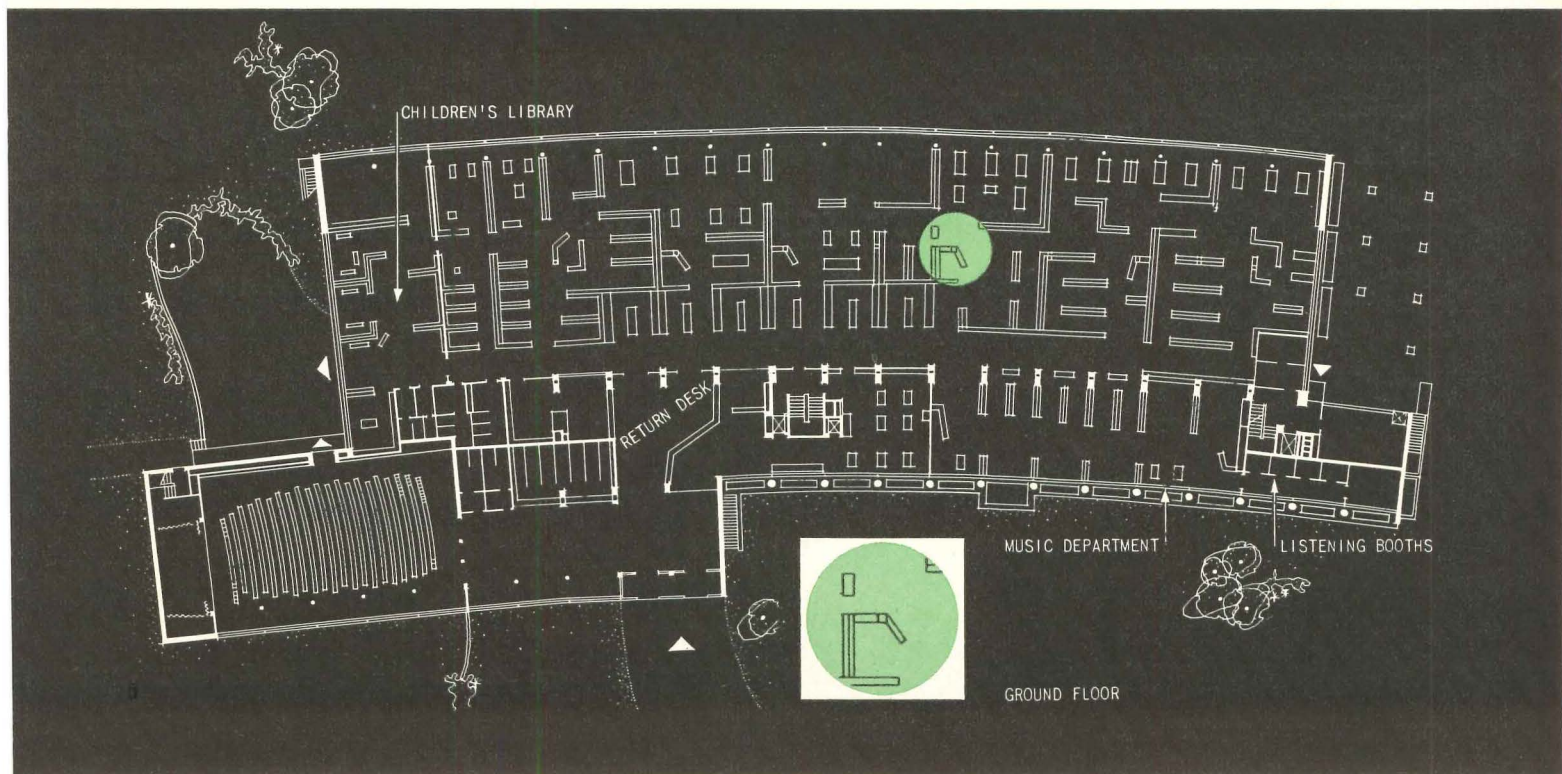 CHILDREN'S LIBRARY
RETURN DESK
MUSIC DEPARTMENT
LISTENING BOOTHS
GROUND FLOOR